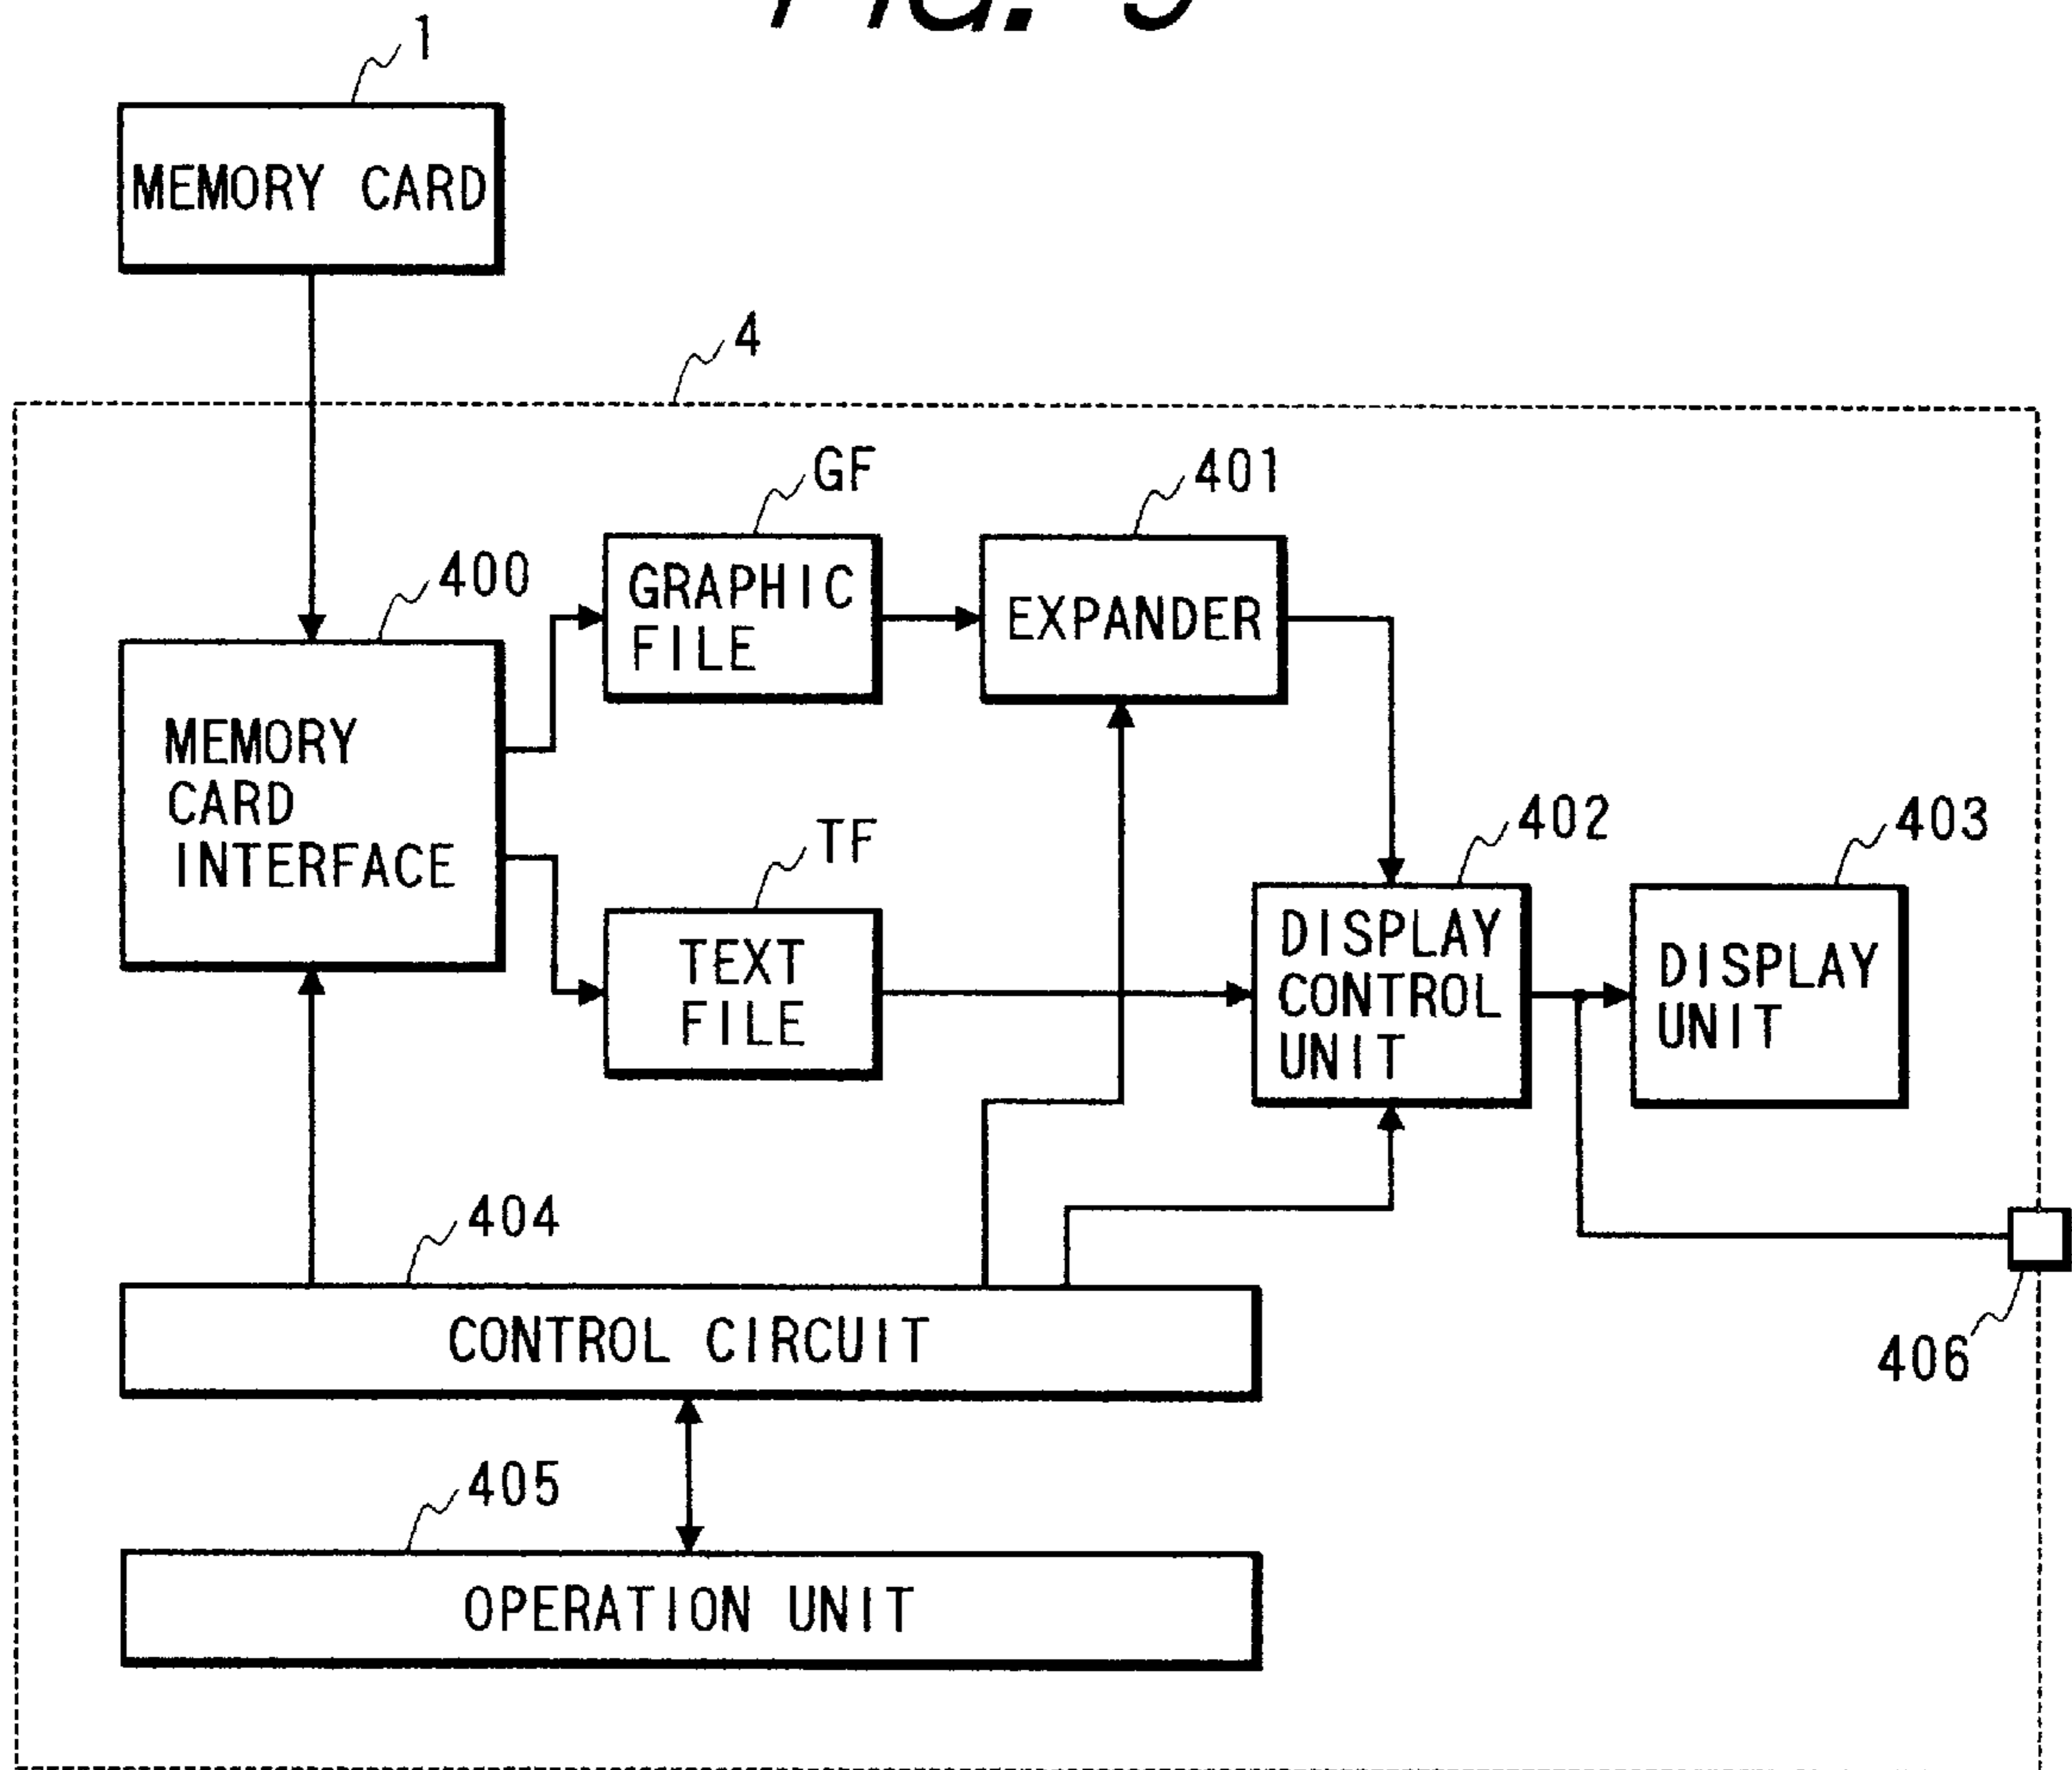 1
MEMORY CARD
4
GF
401
400
GRAPHIC
FILE
EXPANDER
MEMORY
CARD
INTERFACE
TF
402
403
TEXT
FILE
DISPLAY
CONTROL
UNIT
DISPLAY
UNIT
404
CONTROL CIRCUIT
406
405
OPERATION UNIT